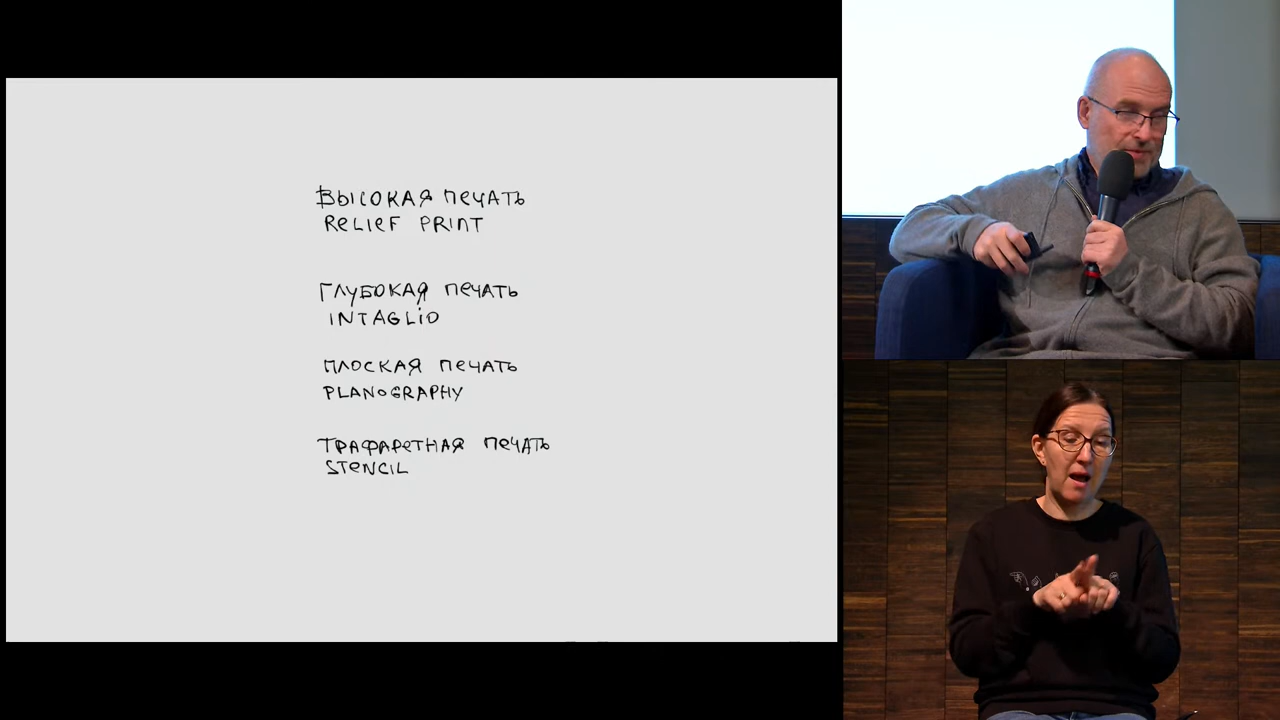 ВЫСОКАЯ ПЕЧАТЬ
RELIEF PRINT
ГЛУБОКАЯ ПЕЧАТЬ
INTAGLIO
ПЛОСКАЯ ПЕЧАТЬ
PLANOGRAPHY
ТРАФАРЕТНАЯ ПЕЧАТЬ
STENCIL